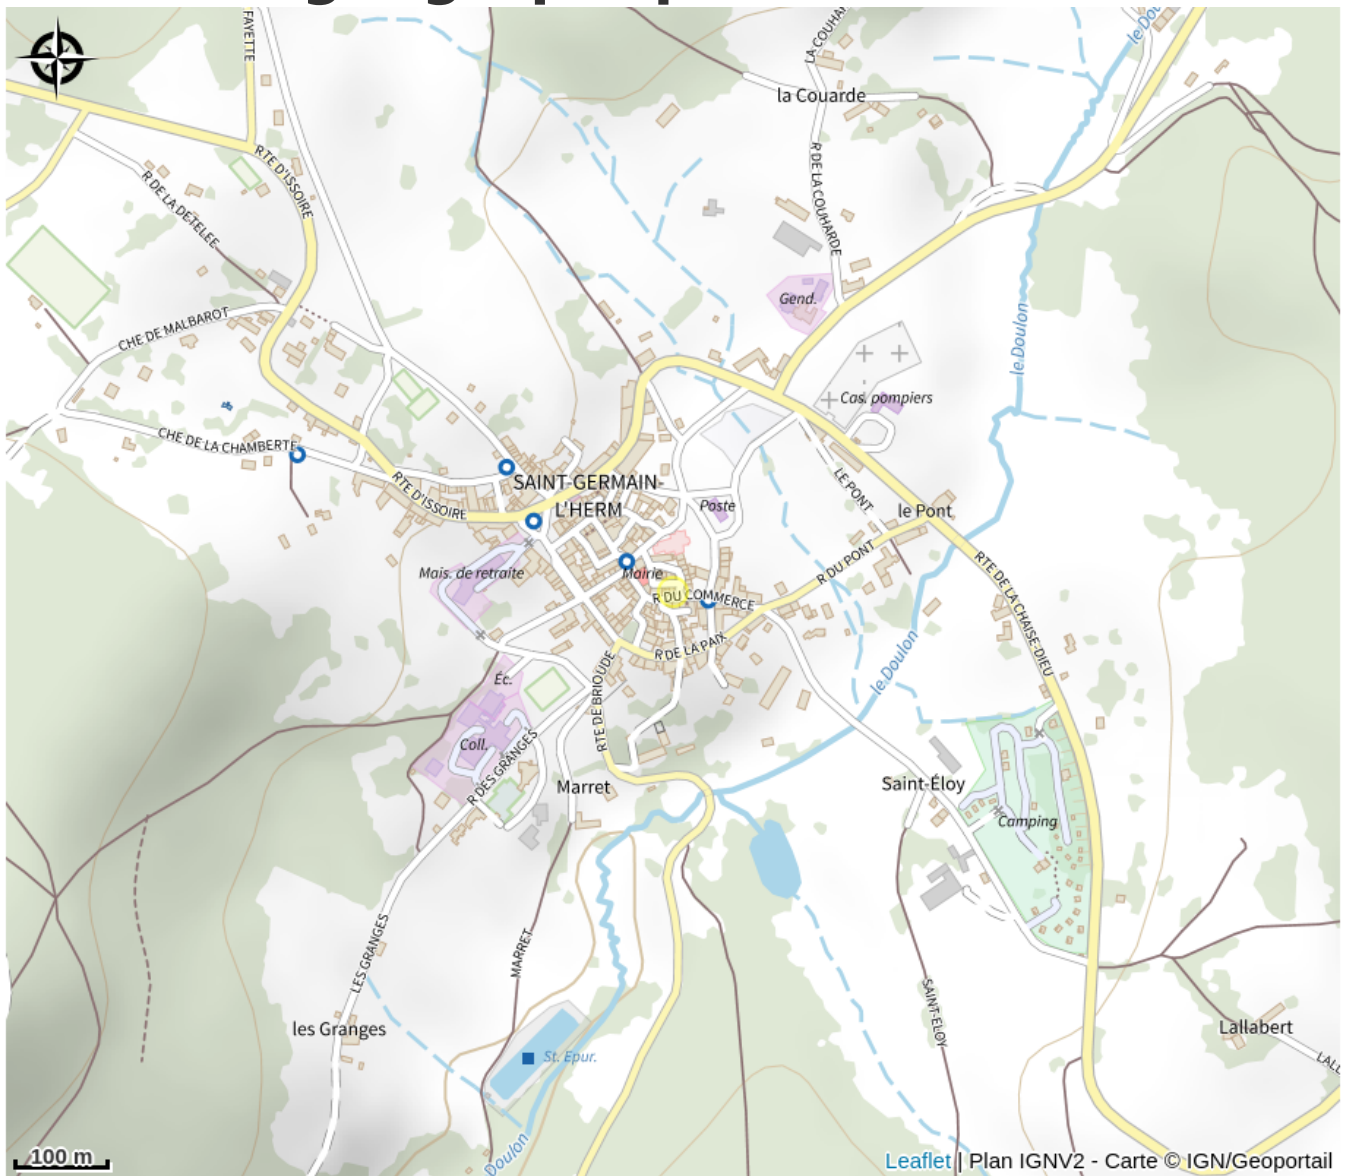 FAYETTE
LA COUHAR
le Dou
la Couarde
RTE D'ISSOIRE
R DE LA DETELEE
R DE LA COUHARDE
Gend.
CHE DE MALBAROT
le Doulon
Cas. pompiers
CHE DE LA CHAMBERTE
RTE D'ISSOIRE
SAINT-GERMAIN-
L'HERM
Poste
LE PONT
le Pont
Mais. de retraite
Mairie
R DU COMMERCE
R DU PONT
RTE DE LA CHAISE-DIEU
R DE LA PAIX
le Doulon
Éc.
RTE DE BRIOUDE
Coll.
R DES GRANGES
Marret
Saint-Éloy
Camping
LES GRANGES
MARRET
SAINT-ELOY
les Granges
Lallabert
LALL
St. Epur.
Doulon
100 m
Leaflet | Plan IGNV2 - Carte © IGN/Geoportail